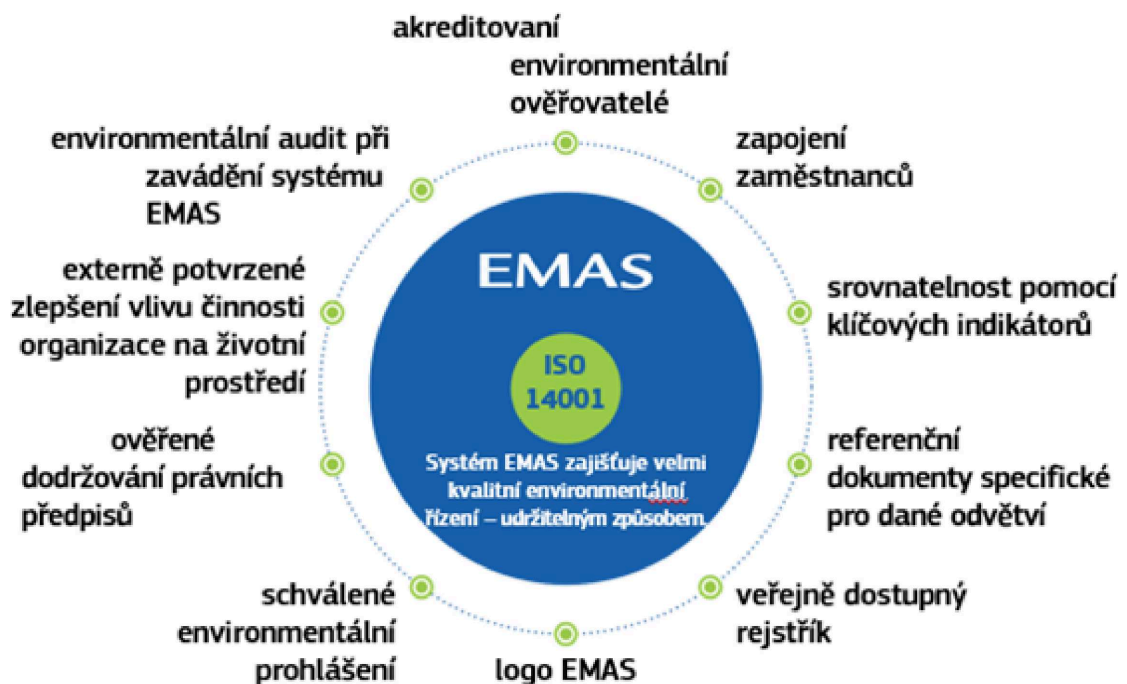 akreditovaní
environmentální
ověřovatelé
zapojení
zaměstnanců
srovnatelnost pomocí
klíčových indikátorů
referenční
dokumenty specifické
pro dané odvětví
veřejně dostupný
rejstřík
logo EMAS
schválené
environmentální
prohlášení
ověřené
dodržování právních
předpisů
externě potvrzené
zlepšení vlivu činnosti
organizace na životní
prostředí
environmentální audit při
zavádění systému
EMAS
EMAS
ISO
14001
Systém EMAS zajišťuje velmi
kvalitní environmentální
řízení – udržitelným způsobem.